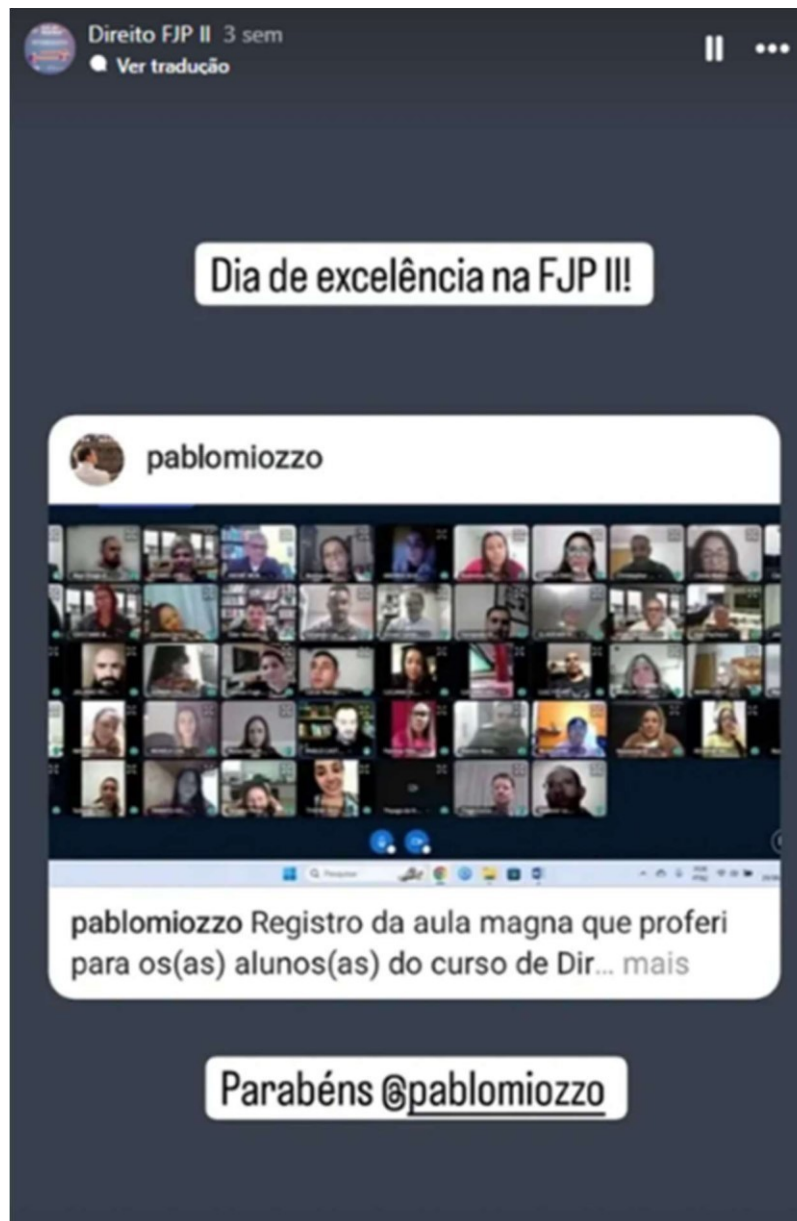 Direito FJP II 3 sem
Ver tradução
Dia de excelência na FJP II!
pablomiozzo
Pesquisar
pablomiozzo Registro da aula magna que proferi
para os(as) alunos(as) do curso de Dir... mais
Parabéns @pablomiozzo